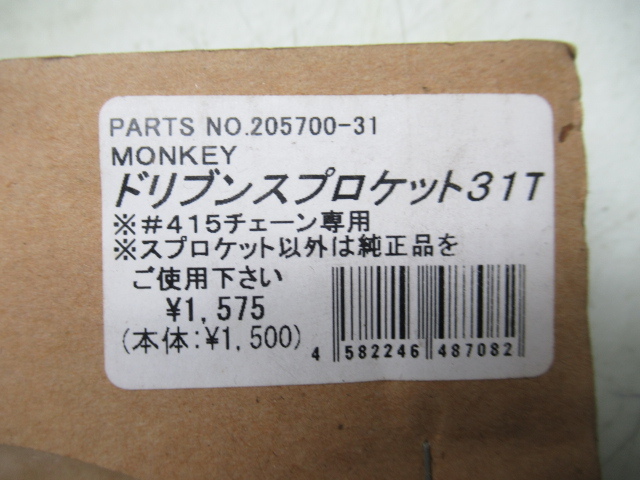 PARTS NO.205700-31
MONKEY
ドリブンスプロケット31T
※#415チェーン専用
※スプロケット以外は純正品を
ご使用下さい
¥1,575
(本体:¥1,500)
4 582246 487082